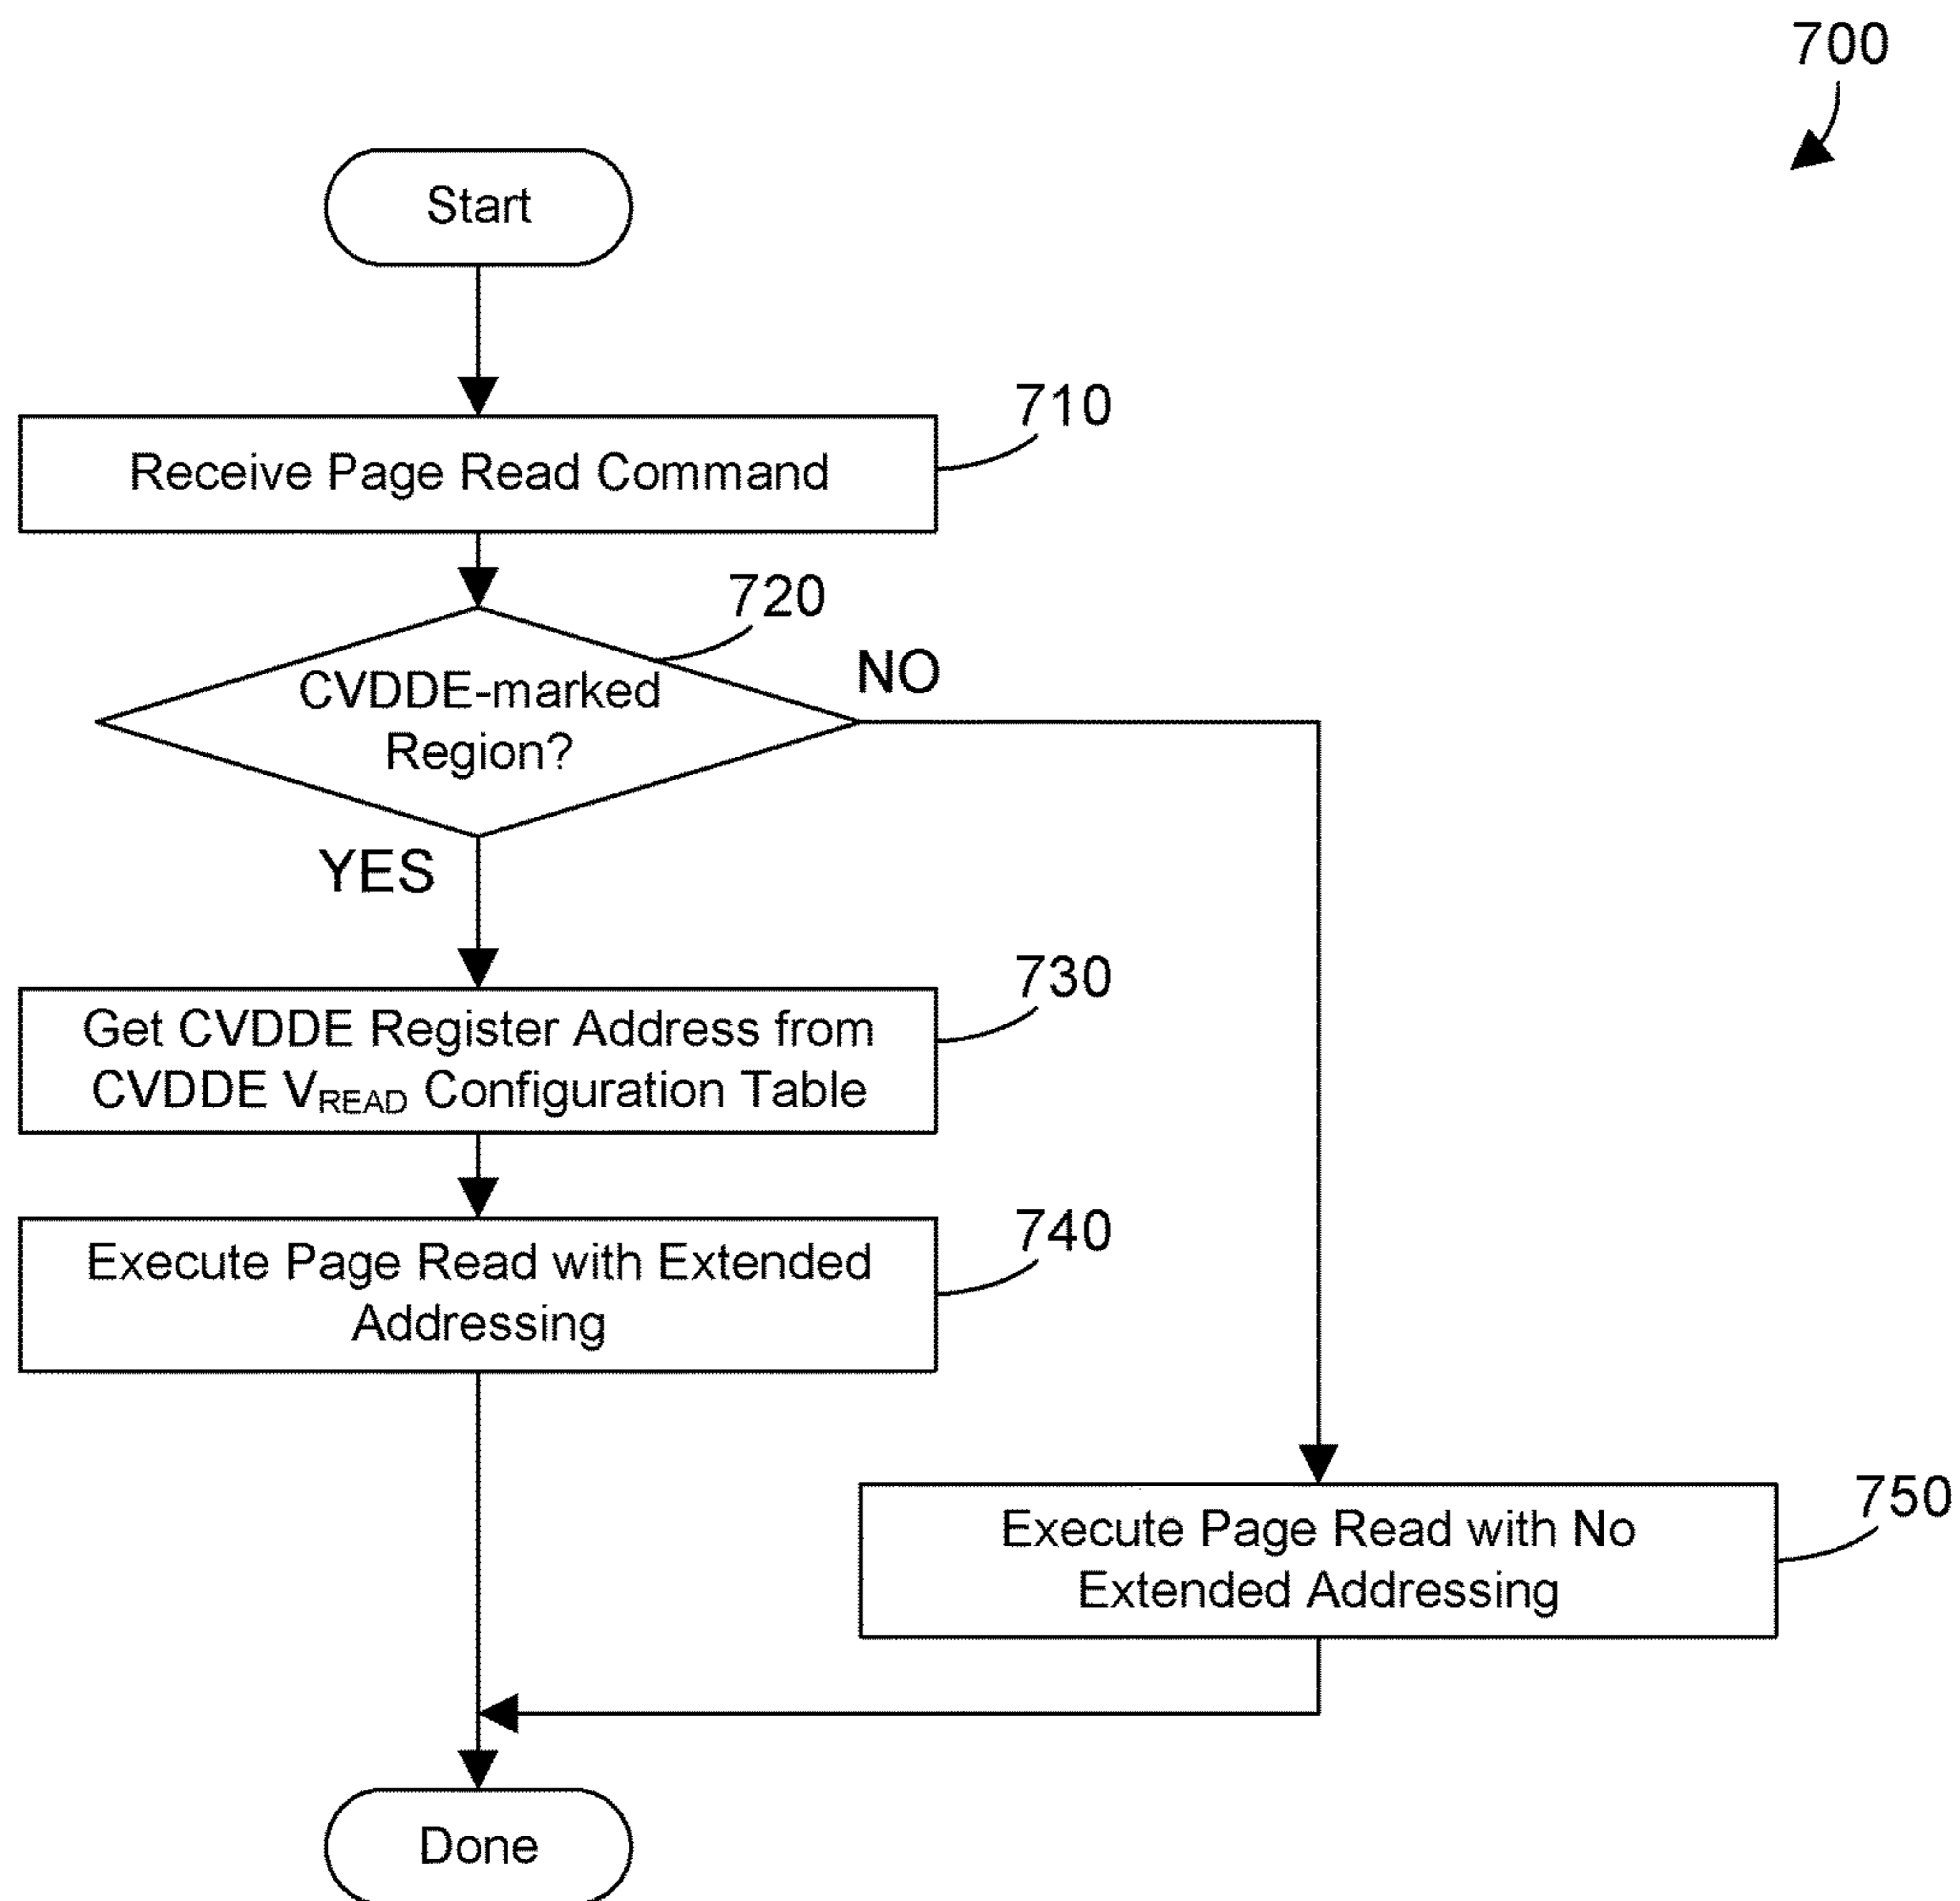 700
Start
710
Receive Page Read Command
720
CVDDE-marked
Region?
NO
YES
730
Get CVDDE Register Address from
CVDDE VREAD Configuration Table
740
Execute Page Read with Extended
Addressing
750
Execute Page Read with No
Extended Addressing
Done